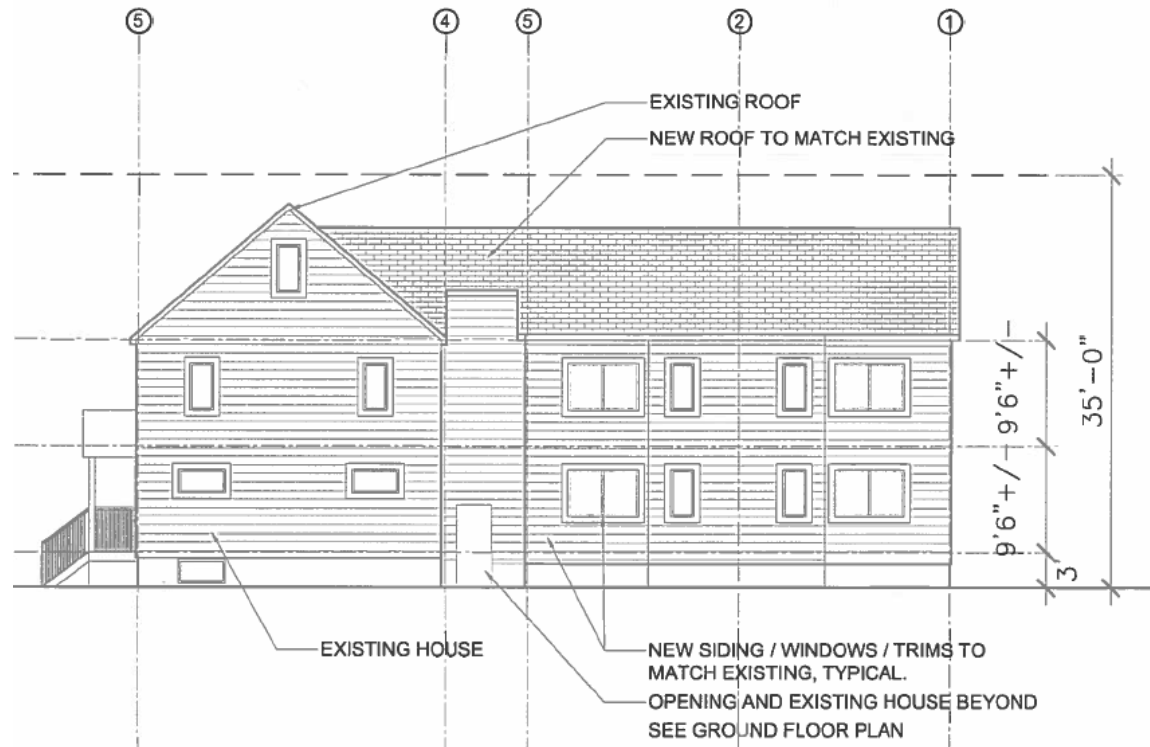 5 4 5 2 1
EXISTING ROOF
NEW ROOF TO MATCH EXISTING
35'-0"
9'6"+/-
9'6"+/-
3
EXISTING HOUSE
NEW SIDING / WINDOWS / TRIMS TO
MATCH EXISTING, TYPICAL.
OPENING AND EXISTING HOUSE BEYOND
SEE GROUND FLOOR PLAN